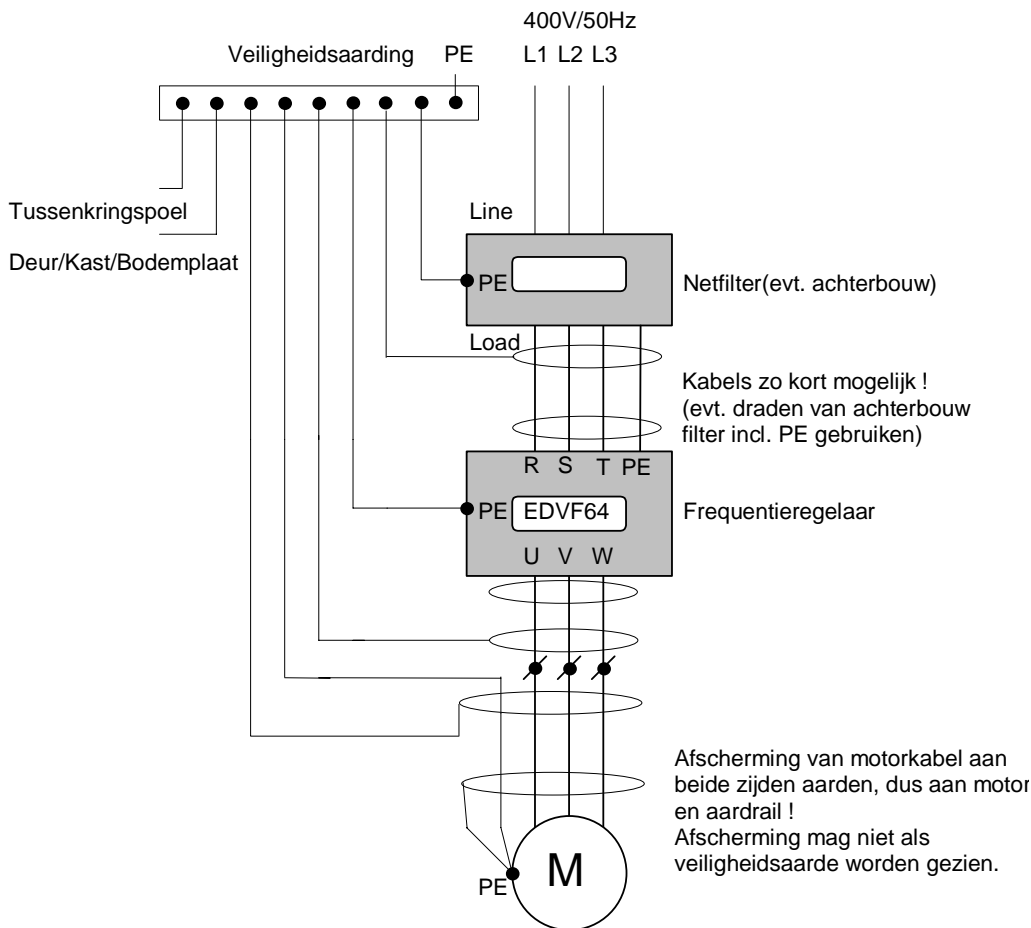 400V/50Hz
Veiligheidsaarding PE L1 L2 L3
Tussenkringspoel
Deur/Kast/Bodemplaat
Line
PE
Netfilter(evt. achterbouw)
Load
Kabels zo kort mogelijk !
(evt. draden van achterbouw
filter incl. PE gebruiken)
R S T PE
PE EDVF64
Frequentieregelaar
U V W
Afscherming van motorkabel aan
beide zijden aarden, dus aan motor
en aardrail !
Afscherming mag niet als
veiligheidsaarde worden gezien.
M
PE